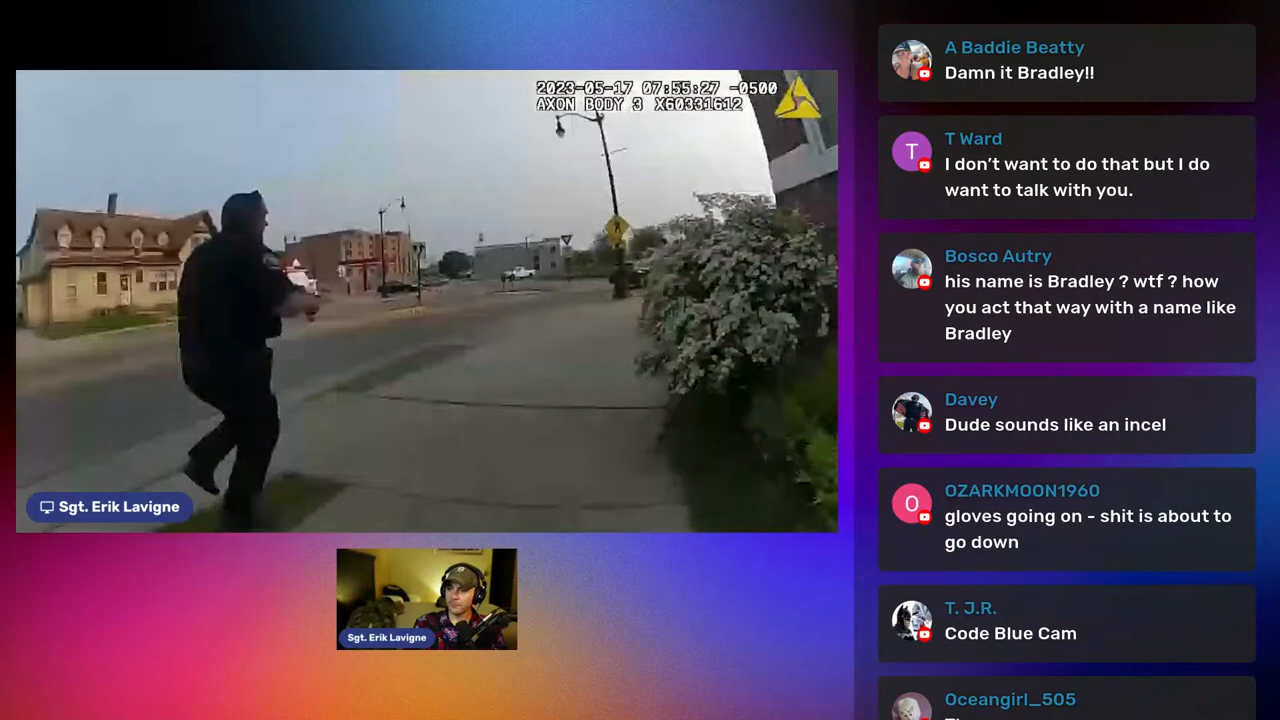 2023-05-17 07:55:27 -0500
AXON BODY 3 X60331612
Sgt. Erik Lavigne
Sgt. Erik Lavigne
A Baddie Beatty
Damn it Bradley!!
T
T Ward
I don’t want to do that but I do
want to talk with you.
Bosco Autry
his name is Bradley ? wtf ? how
you act that way with a name like
Bradley
Davey
Dude sounds like an incel
O
OZARKMOON1960
gloves going on - shit is about to
go down
T. J.R.
Code Blue Cam
Oceangirl_505